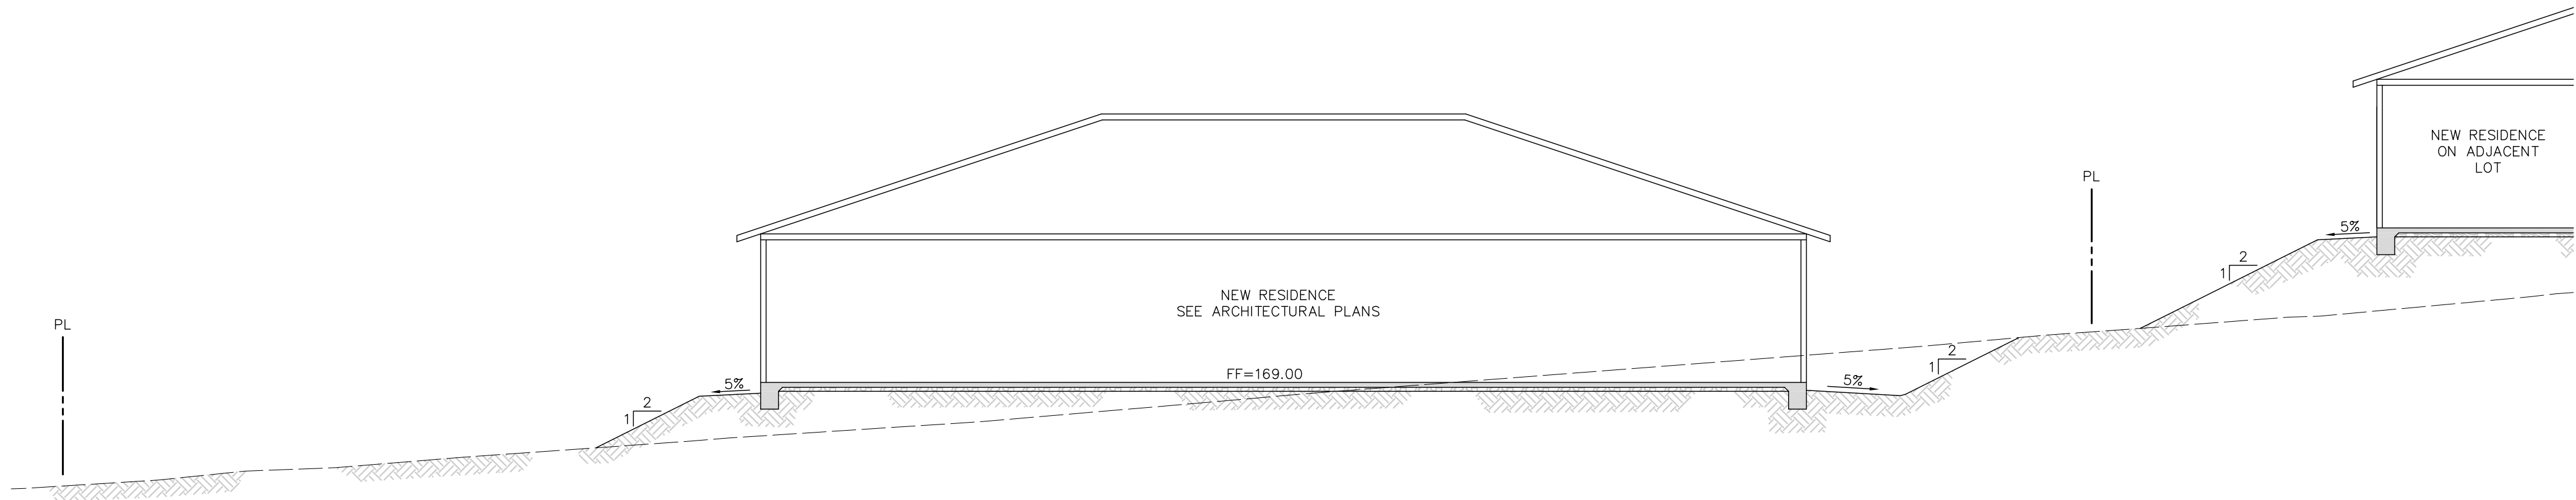 PL
1
2
5%
NEW RESIDENCE
SEE ARCHITECTURAL PLANS
FF=169.00
5%
1
2
PL
1
2
5%
NEW RESIDENCE
ON ADJACENT
LOT